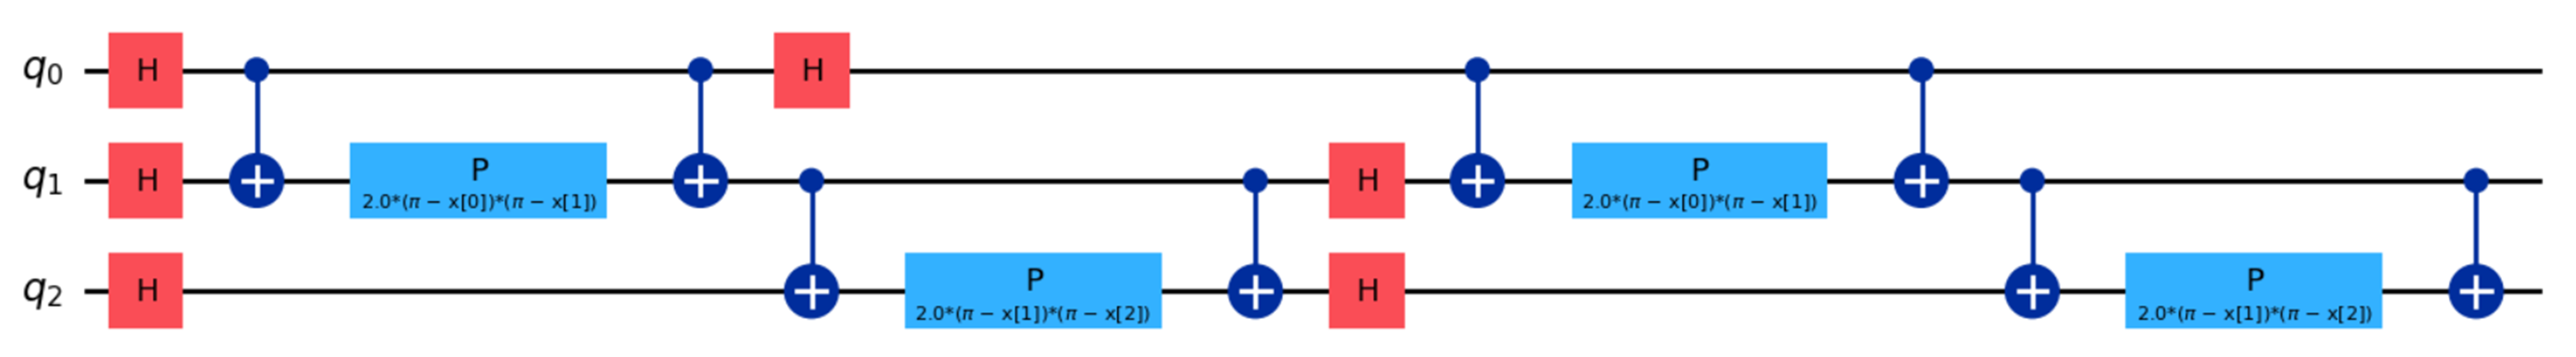 q0 H H
q1 H P H P
2.0*(π − x[0])*(π − x[1]) 2.0*(π − x[0])*(π − x[1])
q2 H P H P
2.0*(π − x[1])*(π − x[2]) 2.0*(π − x[1])*(π − x[2])